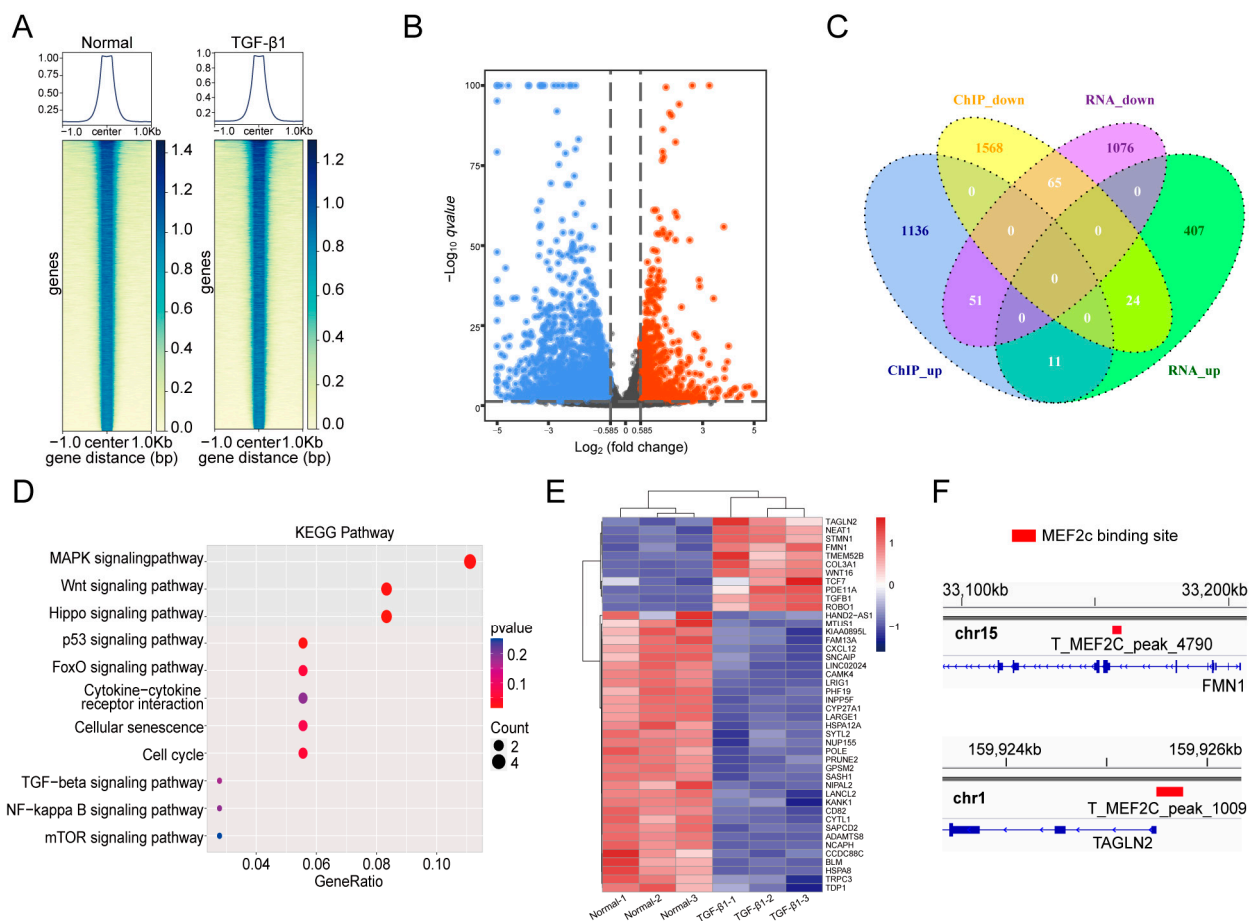 A
Normal
TGF-β1
1.00
0.75
0.50
0.25
−1.0 center 1.0Kb
1.0
0.8
0.6
0.4
0.2
−1.0 center 1.0Kb
genes
1.4
1.2
1.0
0.8
0.6
0.4
0.2
0.0
genes
1.2
1.0
0.8
0.6
0.4
0.2
0.0
-1.0 center 1.0Kb
gene distance (bp)
-1.0 center 1.0Kb
gene distance (bp)
B
−Log10 qvalue
100
75
50
25
0
−5
−3
−0.585
0
0.585
3
5
Log2 (fold change)
C
ChIP_down
RNA_down
1568
1076
0
65
0
1136
0
0
407
0
51
24
0
0
11
ChIP_up
RNA_up
D
KEGG Pathway
MAPK signalingpathway
Wnt signaling pathway
Hippo signaling pathway
p53 signaling pathway
FoxO signaling pathway
Cytokine−cytokine
receptor interaction
Cellular senescence
Cell cycle
TGF−beta signaling pathway
NF−kappa B signaling pathway
mTOR signaling pathway
0.04
0.06
0.08
0.10
GeneRatio
pvalue
0.2
0.1
Count
2
4
E
TAGLN2
NEAT1
STMN1
FMN1
TMEM52B
COL3A1
WNT16
TCF7
PDE11A
TGFB1
ROBO1
HAND2−AS1
MTUS1
KIAA0895L
FAM13A
CXCL12
SNCAIP
LINC02024
CAMK4
LRIG1
PHF19
INPP5F
CYP27A1
LARGE1
HSPA12A
SYTL2
NUP155
POLE
PRUNE2
GPSM2
SASH1
NIPAL2
LANCL2
KANK1
CD82
CYTL1
SAPCD2
ADAMTS8
NCAPH
CCDC88C
BLM
HSPA8
TRPC3
TDP1
Normal-1
Normal-2
Normal-3
TGF-β1-1
TGF-β1-2
TGF-β1-3
1
0
−1
F
MEF2c binding site
33,100kb
33,200kb
chr15
T_MEF2C_peak_4790
FMN1
159,924kb
159,926kb
chr1
T_MEF2C_peak_1009
TAGLN2